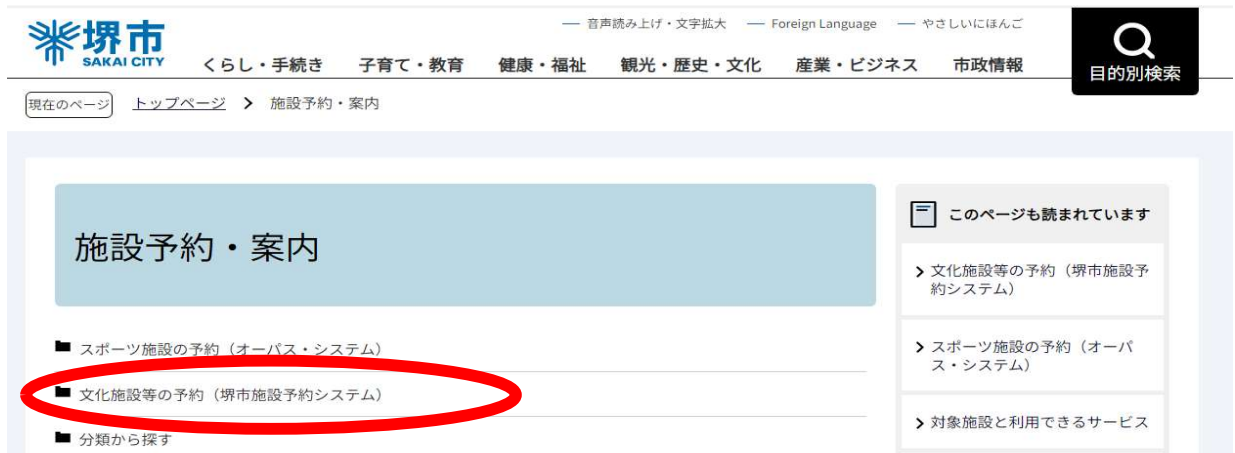 音声読み上げ・文字拡大 Foreign Language やさしいにほんご
堺市
SAKAI CITY
くらし・手続き 子育て・教育 健康・福祉 観光・歴史・文化 産業・ビジネス 市政情報
目的別検索
現在のページ トップページ > 施設予約・案内
施設予約・案内
スポーツ施設の予約（オーパス・システム）
文化施設等の予約（堺市施設予約システム）
分類から探す
このページも読まれています
文化施設等の予約（堺市施設予
約システム）
スポーツ施設の予約（オーパ
ス・システム）
対象施設と利用できるサービス